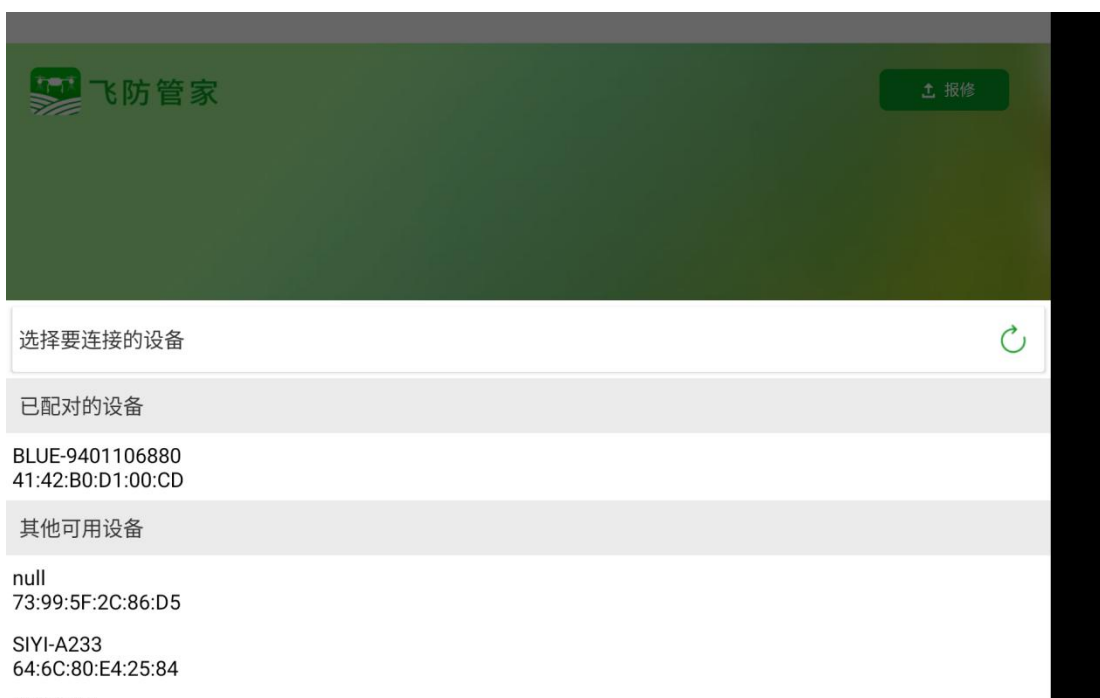 飞防管家
报修
选择要连接的设备
已配对的设备
BLUE-9401106880
41:42:B0:D1:00:CD
其他可用设备
null
73:99:5F:2C:86:D5
SIYI-A233
64:6C:80:E4:25:84